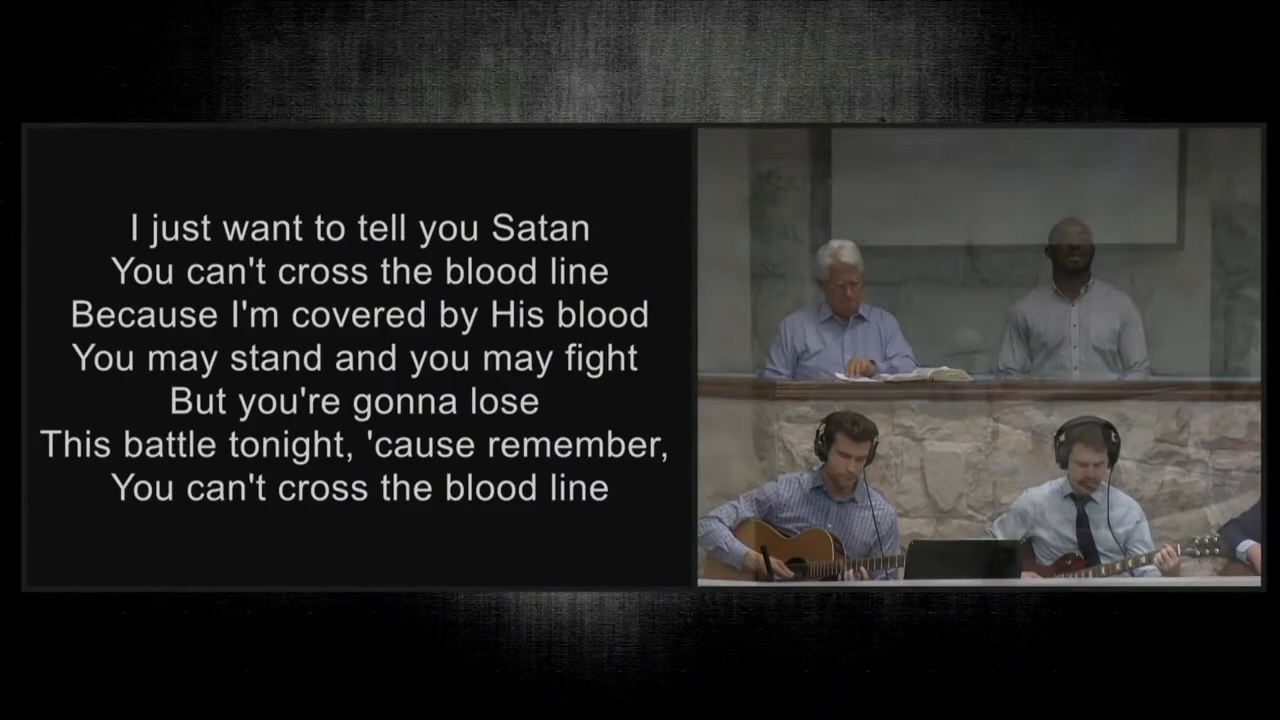 I just want to tell you Satan
You can't cross the blood line
Because I'm covered by His blood
You may stand and you may fight
But you're gonna lose
This battle tonight, 'cause remember,
You can't cross the blood line